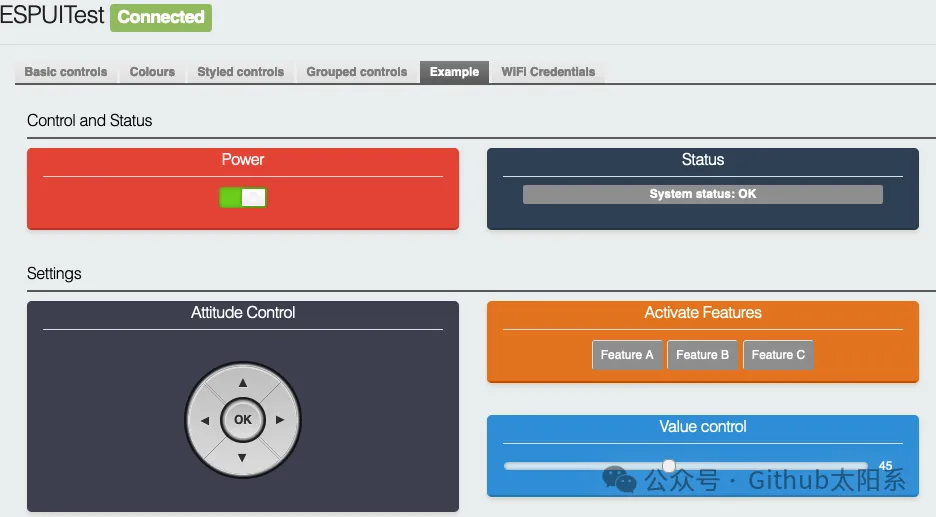 ESPUITest Connected
Basic controls Colours Styled controls Grouped controls Example WiFi Credentials
Control and Status
Power
Status
System status: OK
Settings
Attitude Control
▲
◀ OK ▶
▼
Activate Features
Feature A Feature B Feature C
Value control
45
公众号 · Github太阳系